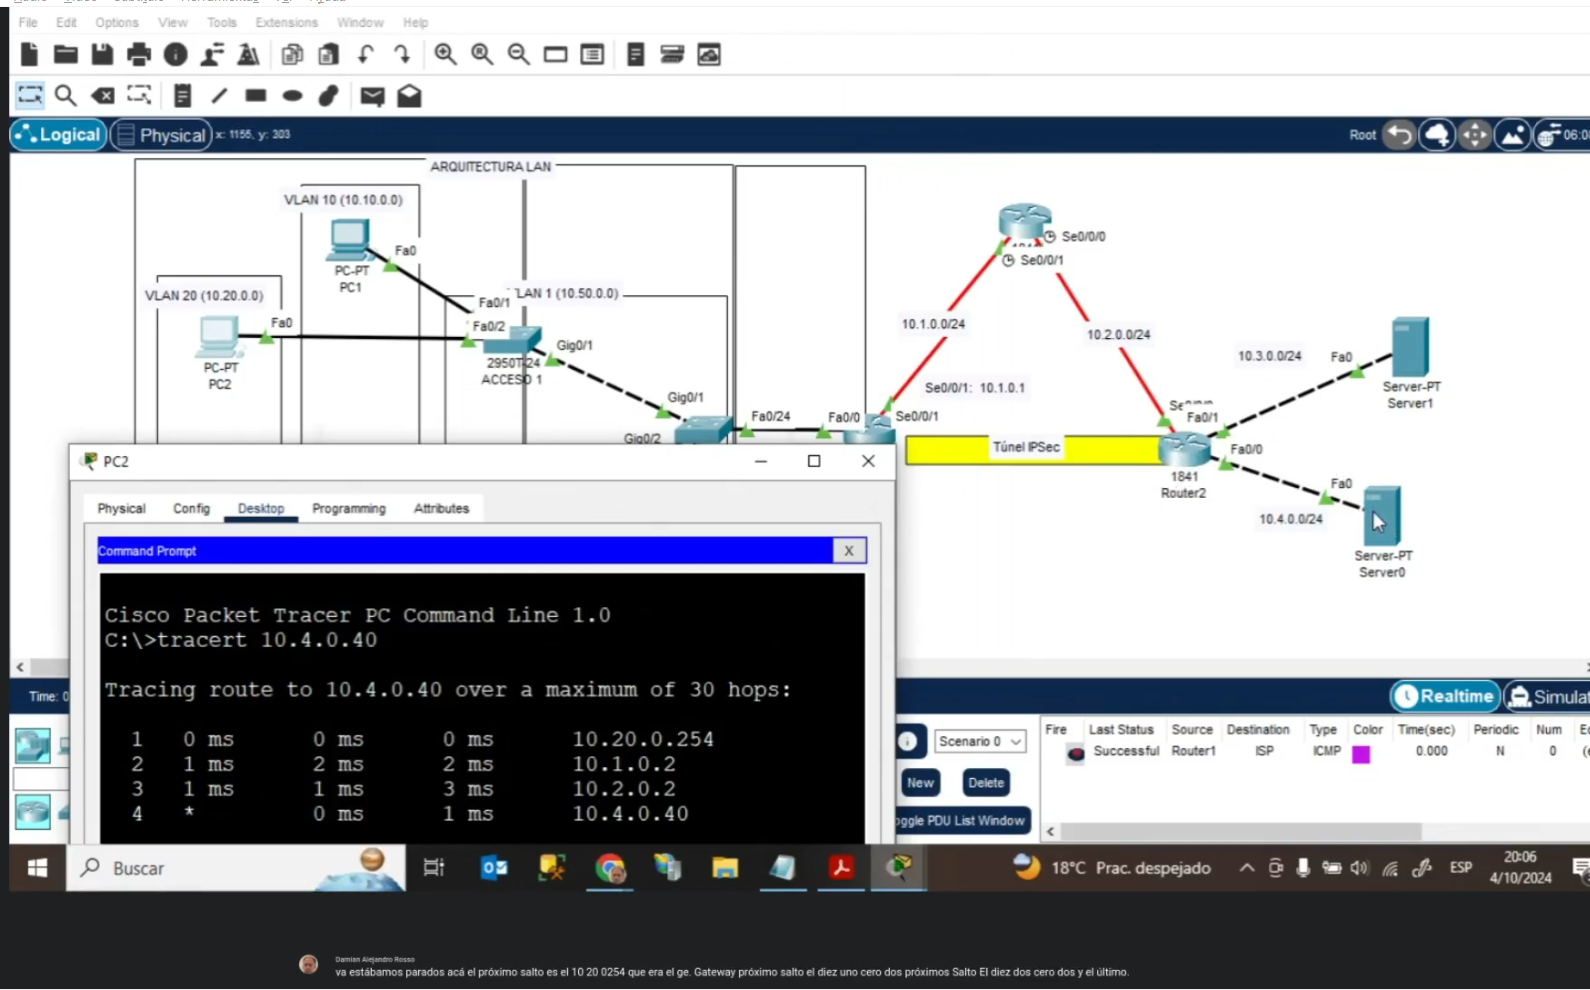 File Edit Options View Tools Extensions Window Help
Logical Physical x: 1155, y: 303 Root
ARQUITECTURA LAN
VLAN 10 (10.10.0.0)
Fa0
PC-PT
PC1
VLAN 20 (10.20.0.0)
Fa0
PC-PT
PC2
LAN 1 (10.50.0.0)
Fa0/1
Fa0/2
2950T-24
ACCESO 1
Gig0/1
Gig0/1
Gig0/2
Fa0/24
Fa0/0
Se0/0/1
Se0/0/0
Se0/0/1
10.1.0.0/24
10.2.0.0/24
Se0/0/1: 10.1.0.1
Túnel IPSec
Fa0/1
Fa0/0
1841
Router2
10.3.0.0/24
Fa0
Server-PT
Server1
Fa0
10.4.0.0/24
Server-PT
Server0
PC2
Physical Config Desktop Programming Attributes
Command Prompt X
Cisco Packet Tracer PC Command Line 1.0
C:\>tracert 10.4.0.40
Tracing route to 10.4.0.40 over a maximum of 30 hops:
1 0 ms 0 ms 0 ms 10.20.0.254
2 1 ms 2 ms 2 ms 10.1.0.2
3 1 ms 1 ms 3 ms 10.2.0.2
4 * 0 ms 1 ms 10.4.0.40
Time:
Realtime Simulat
Scenario 0
New Delete
oggle PDU List Window
Fire Last Status Source Destination Type Color Time(sec) Periodic Num
Successful Router1 ISP ICMP 0.000 N 0
Buscar
18°C Prac. despejado
ESP
20:06
4/10/2024
Damian Alejandro Rosso
va estábamos parados acá el próximo salto es el 10 20 0254 que era el ge. Gateway próximo salto el diez uno cero dos próximos Salto El diez dos cero dos y el último.